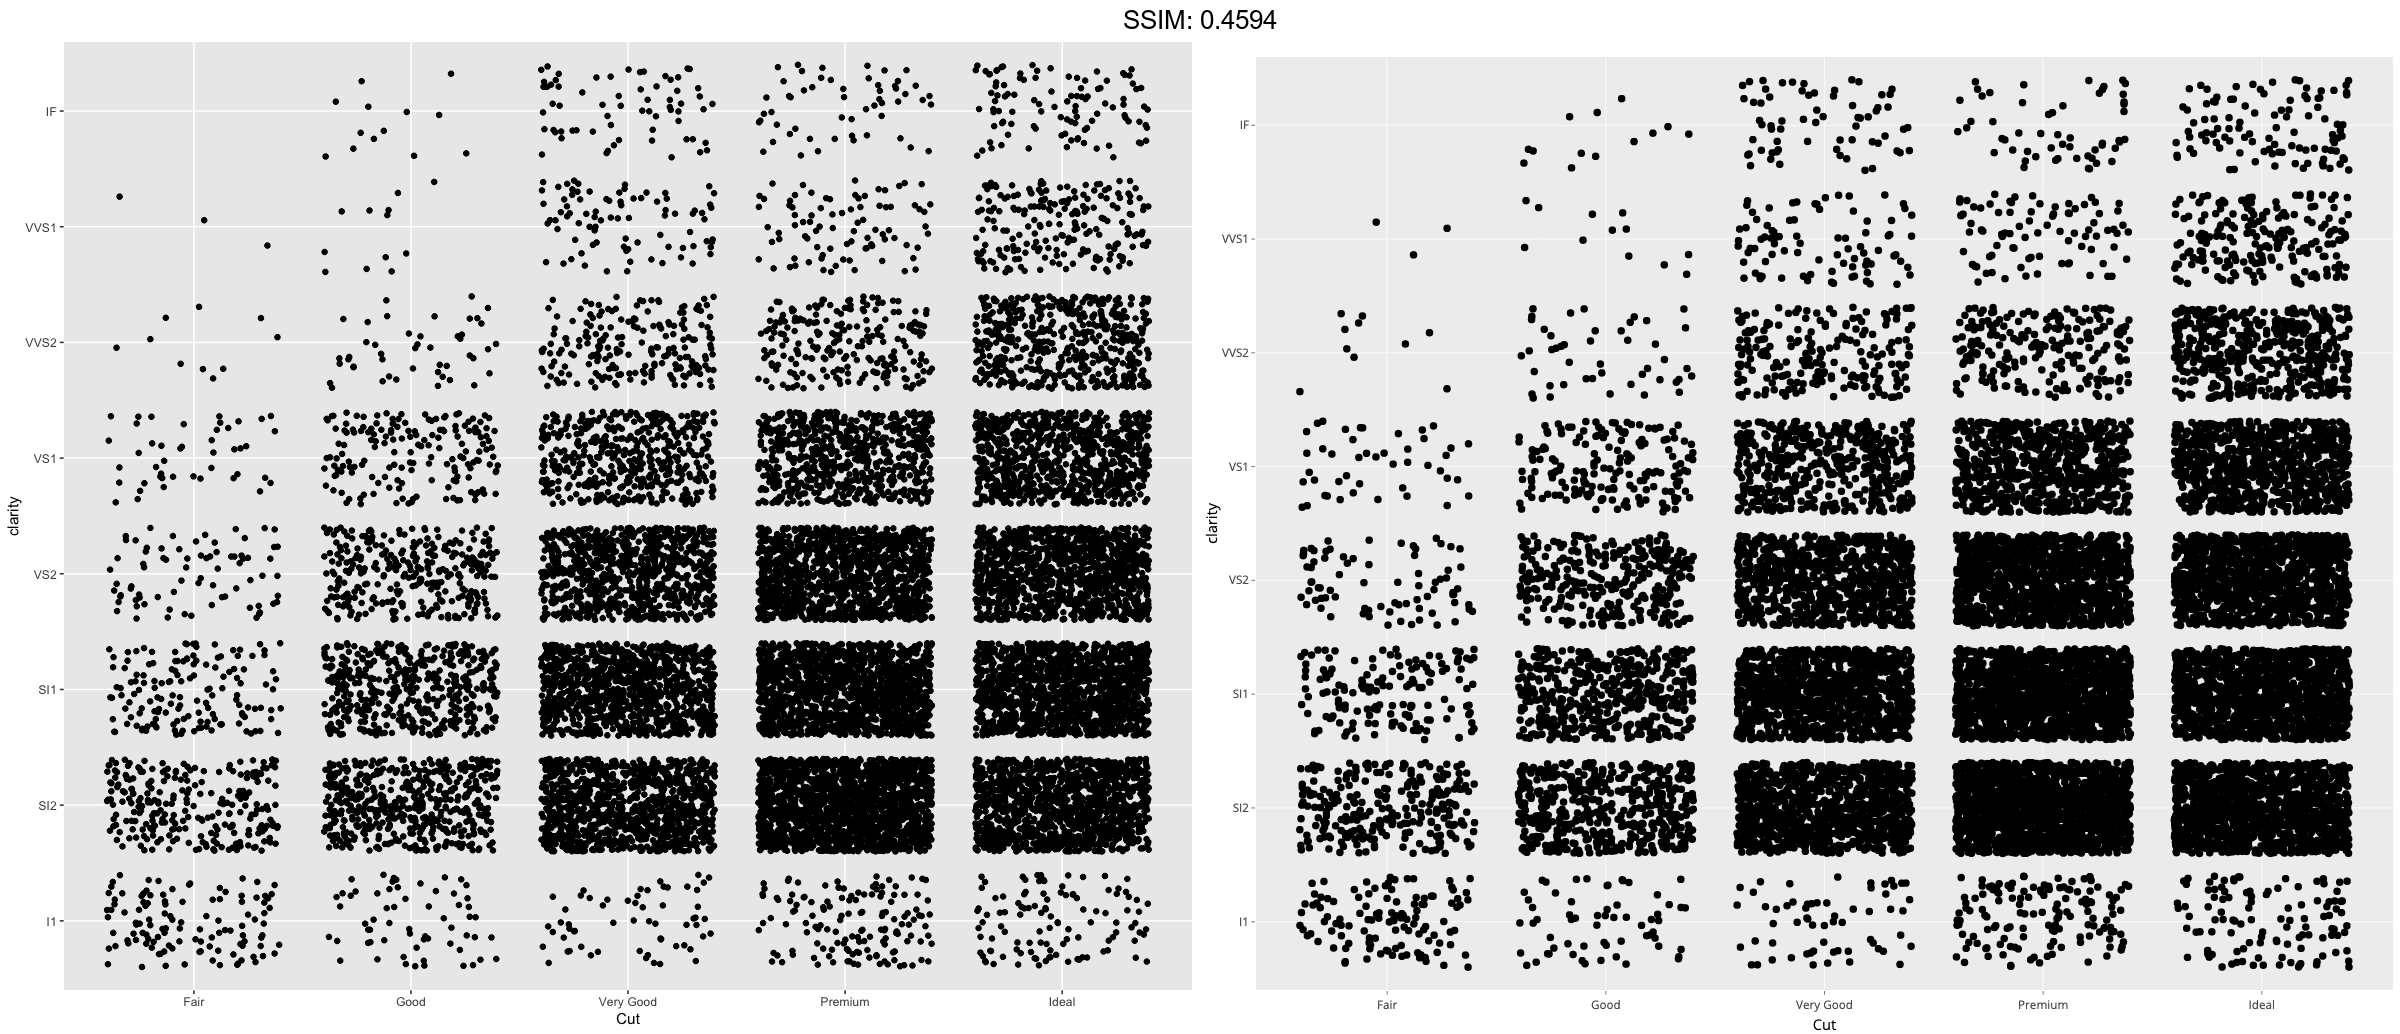 SSIM: 0.4594
clarity
IF
VVS1
VVS2
VS1
VS2
SI1
SI2
I1
Fair
Good
Very Good
Premium
Ideal
Cut
clarity
IF
VVS1
VVS2
VS1
VS2
SI1
SI2
I1
Fair
Good
Very Good
Premium
Ideal
Cut